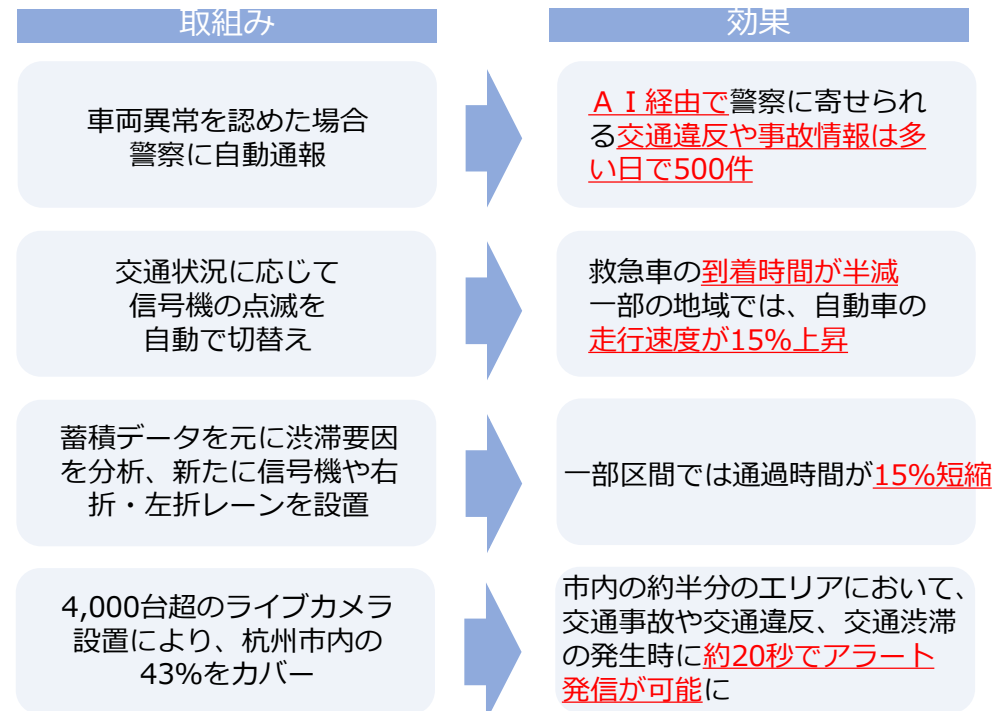 取組み
効果
車両異常を認めた場合
警察に自動通報
ＡＩ経由で警察に寄せられ
る交通違反や事故情報は多
い日で500件
交通状況に応じて
信号機の点滅を
自動で切替え
救急車の到着時間が半減
一部の地域では、自動車の
走行速度が15%上昇
蓄積データを元に渋滞要因
を分析、新たに信号機や右
折・左折レーンを設置
一部区間では通過時間が15%短縮
4,000台超のライブカメラ
設置により、杭州市内の
43%をカバー
市内の約半分のエリアにおいて、
交通事故や交通違反、交通渋滞
の発生時に約20秒でアラート
発信が可能に